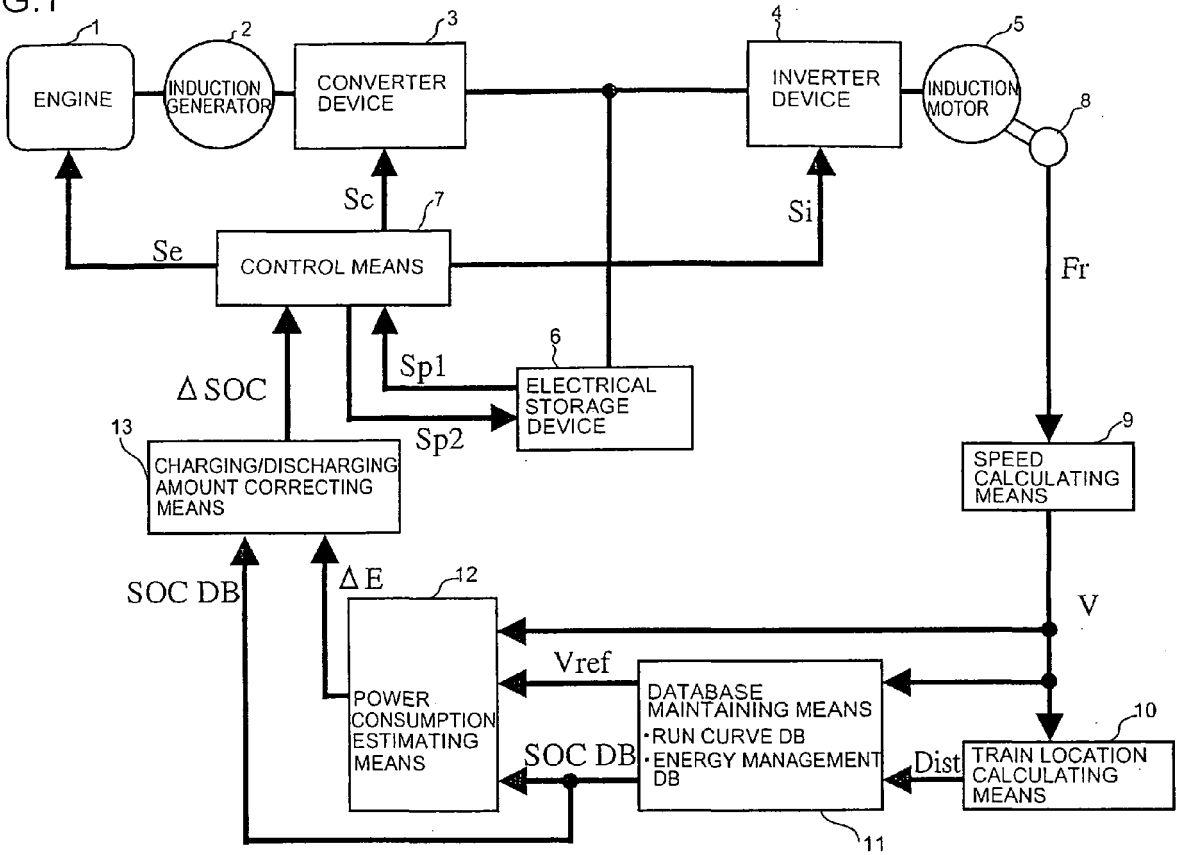 G.1
1
2
3
4
5
ENGINE
INDUCTION
GENERATOR
CONVERTER
DEVICE
INVERTER
DEVICE
INDUCTION
MOTOR
8
Sc
7
Si
Se
CONTROL MEANS
Fr
6
Sp1
Δ SOC
ELECTRICAL
STORAGE
DEVICE
Sp2
13
CHARGING/DISCHARGING
AMOUNT CORRECTING
MEANS
9
SPEED
CALCULATING
MEANS
SOC DB
Δ E
12
V
Vref
POWER
CONSUMPTION
ESTIMATING
MEANS
DATABASE
MAINTAINING MEANS
・RUN CURVE DB
・ENERGY MANAGEMENT
DB
SOC DB
Dist
10
TRAIN LOCATION
CALCULATING
MEANS
11